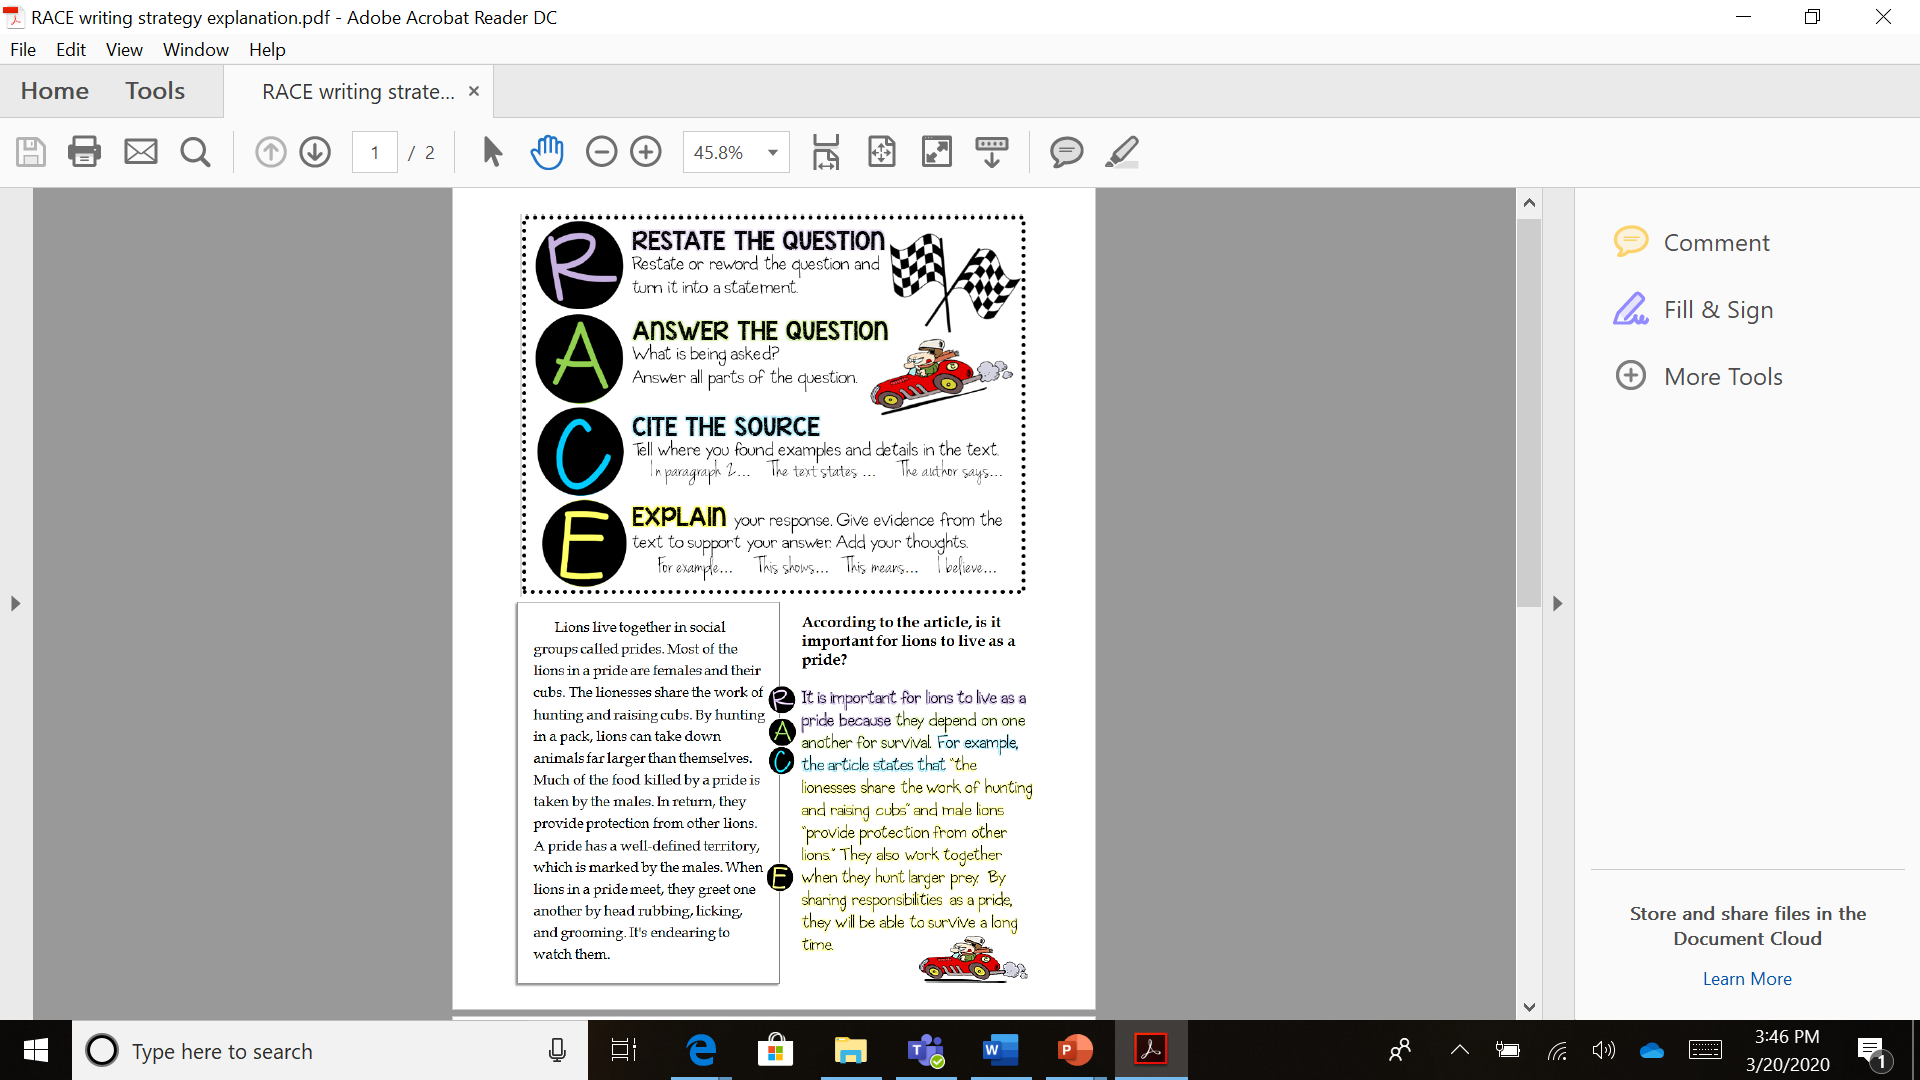 RACE writing strategy explanation.pdf - Adobe Acrobat Reader DC
File Edit View Window Help
Home Tools RACE writing strate... ×
1 / 2 45.8%
R
RESTATE THE QUESTION
Restate or reword the question and
turn it into a statement.
A
ANSWER THE QUESTION
What is being asked?
Answer all parts of the question.
C
CITE THE SOURCE
Tell where you found examples and details in the text.
In paragraph 2... The text states ... The author says...
E
EXPLAIN your response. Give evidence from the
text to support your answer. Add your thoughts.
For example... This shows... This means... I believe...
Lions live together in social
groups called prides. Most of the
lions in a pride are females and their
cubs. The lionesses share the work of
hunting and raising cubs. By hunting
in a pack, lions can take down
animals far larger than themselves.
Much of the food killed by a pride is
taken by the males. In return, they
provide protection from other lions.
A pride has a well-defined territory,
which is marked by the males. When
lions in a pride meet, they greet one
another by head rubbing, licking,
and grooming. It's endearing to
watch them.
According to the article, is it
important for lions to live as a
pride?
R It is important for lions to live as a
pride because they depend on one
A another for survival. For example,
C the article states that "the
lionesses share the work of hunting
and raising cubs" and male lions
"provide protection from other
lions." They also work together
E when they hunt larger prey. By
sharing responsibilities as a pride,
they will be able to survive a long
time.
Comment
Fill & Sign
More Tools
Store and share files in the
Document Cloud
Learn More
Type here to search
3:46 PM
3/20/2020
1